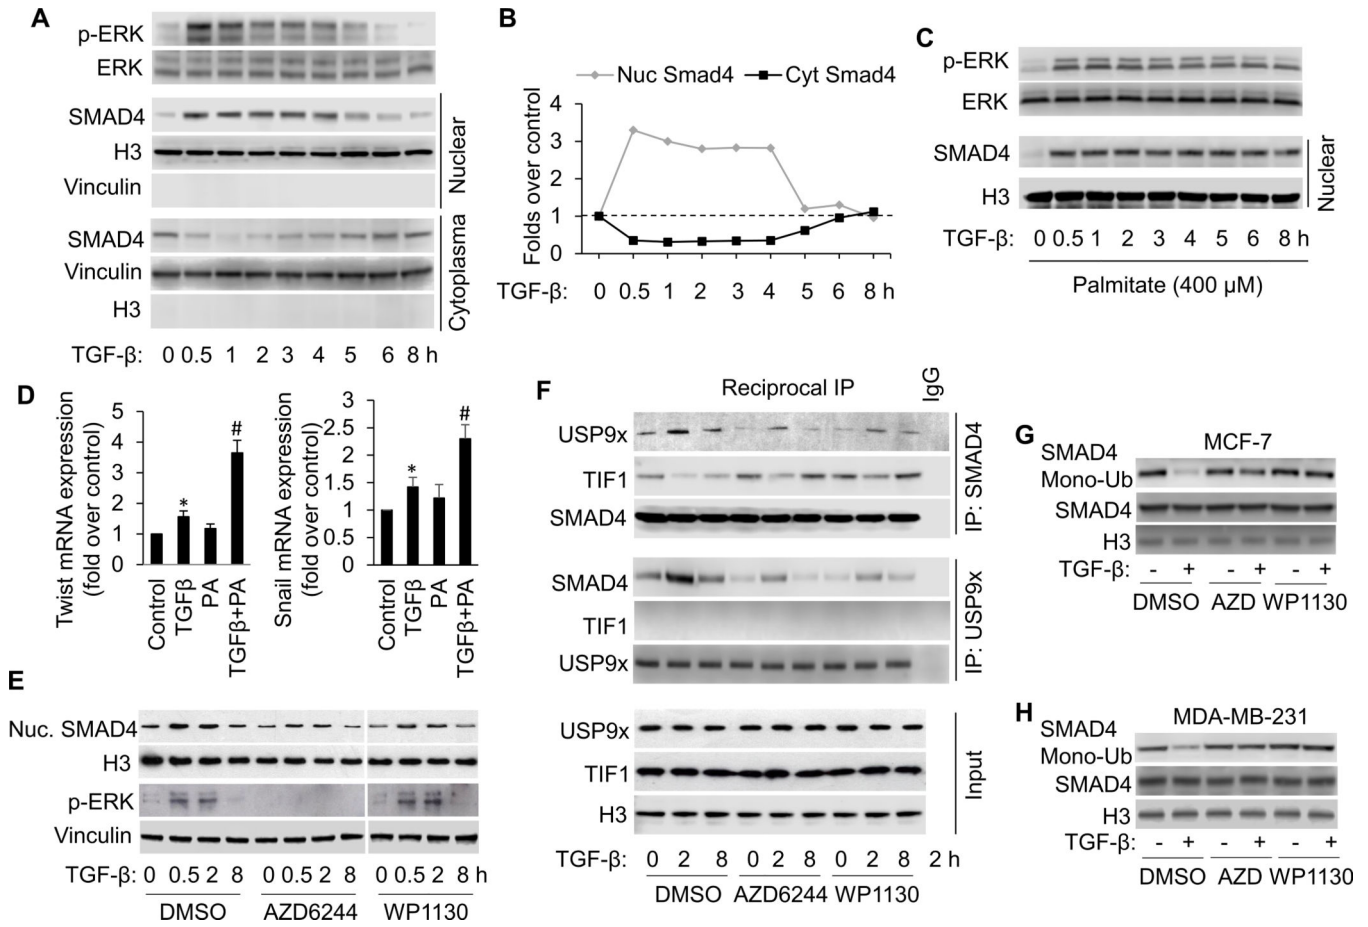 A
p-ERK
ERK
SMAD4
H3
Vinculin
Nuclear
SMAD4
Vinculin
H3
Cytoplasma
TGF-β: 0 0.5 1 2 3 4 5 6 8 h
B
Nuc Smad4 Cyt Smad4
Folds over control
4
3
2
1
0
TGF-β: 0 0.5 1 2 3 4 5 6 8 h
C
p-ERK
ERK
SMAD4
H3
Nuclear
TGF-β: 0 0.5 1 2 3 4 5 6 8 h
Palmitate (400 µM)
D
Twist mRNA expression
(fold over control)
5
4
3
2
1
0
* #
Control
TGFβ
PA
TGFβ+PA
Snail mRNA expression
(fold over control)
3
2.5
2
1.5
1
0.5
0
* #
Control
TGFβ
PA
TGFβ+PA
E
Nuc. SMAD4
H3
p-ERK
Vinculin
TGF-β: 0 0.5 2 8 0 0.5 2 8 0 0.5 2 8 h
DMSO AZD6244 WP1130
F
Reciprocal IP IgG
USP9x
TIF1
SMAD4
IP: SMAD4
SMAD4
TIF1
USP9x
IP: USP9x
USP9x
TIF1
H3
Input
TGF-β: 0 2 8 0 2 8 0 2 8 2 h
DMSO AZD6244 WP1130
G
MCF-7
SMAD4
Mono-Ub
SMAD4
H3
TGF-β: - + - + - +
DMSO AZD WP1130
H
MDA-MB-231
SMAD4
Mono-Ub
SMAD4
H3
TGF-β: - + - + - +
DMSO AZD WP1130